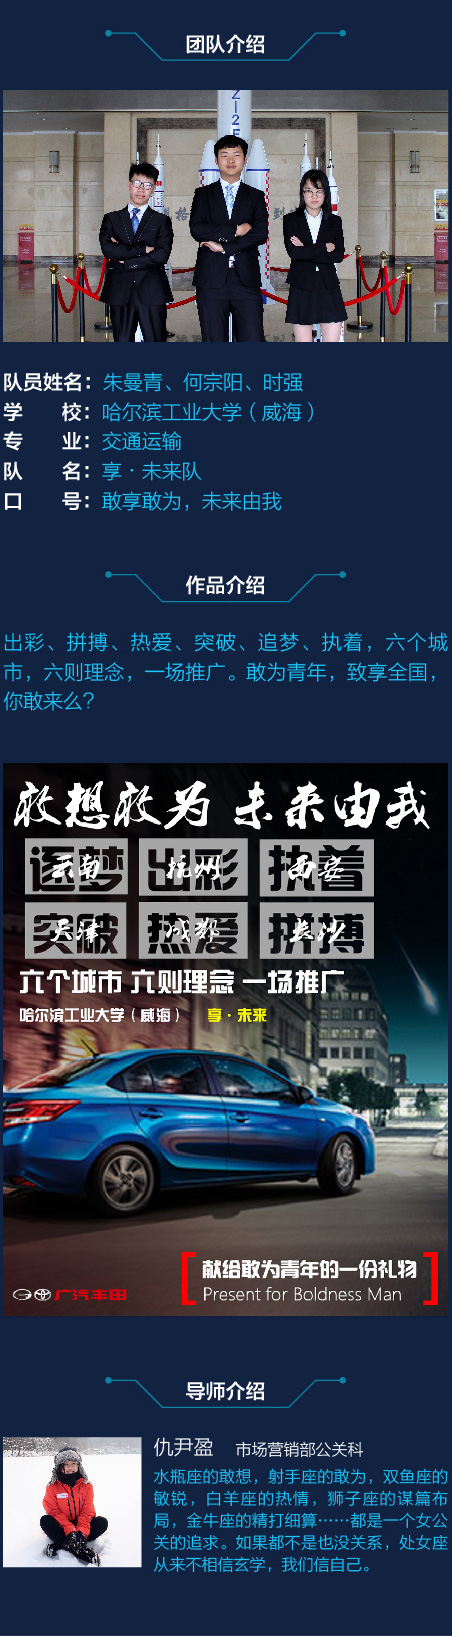 团队介绍
Z-2F
格 到
队员姓名：朱曼青、何宗阳、时强
学 校：哈尔滨工业大学（威海）
专 业：交通运输
队 名：享·未来队
口 号：敢享敢为，未来由我
作品介绍
出彩、拼搏、热爱、突破、追梦、执着，六个城
市，六则理念，一场推广。敢为青年，致享全国，
你敢来么？
敢想敢为 未来由我
逐梦 云南 出彩 杭州 执着 西安
突破 天津 热爱 成都 拼搏 长沙
六个城市 六则理念 一场推广
哈尔滨工业大学（威海） 享·未来
献给敢为青年的一份礼物
Present for Boldness Man
广汽丰田
导师介绍
仇尹盈 市场营销部公关科
水瓶座的敢想，射手座的敢为，双鱼座的
敏锐，白羊座的热情，狮子座的谋篇布
局，金牛座的精打细算……都是一个女公
关的追求。如果都不是也没关系，处女座
从来不相信玄学，我们信自己。